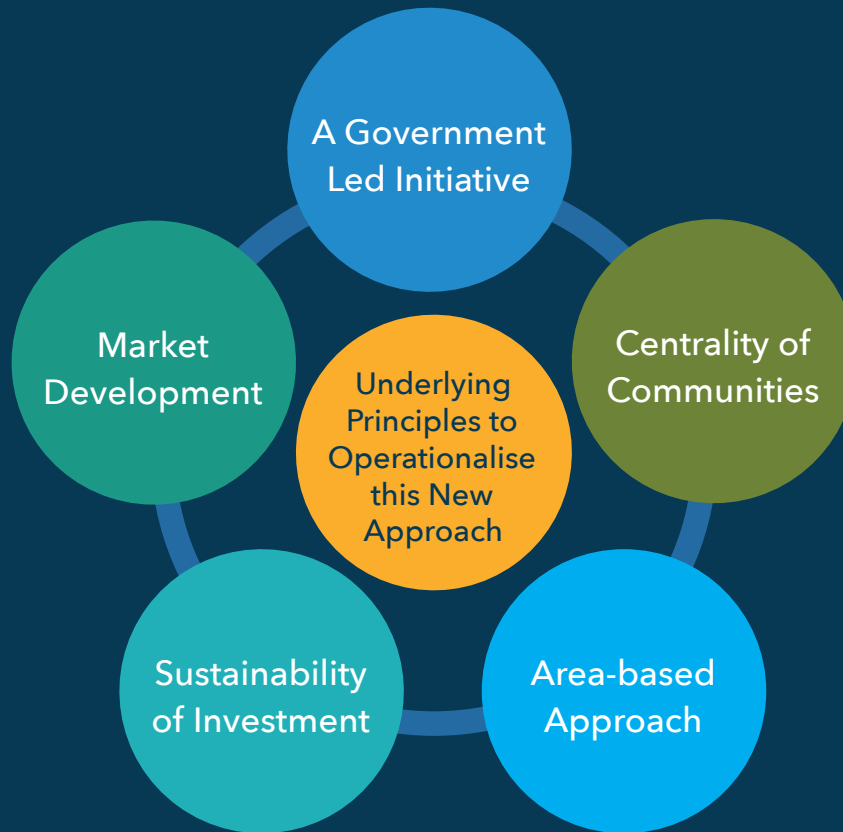 A Government
Led Initiative
Centrality of
Communities
Area-based
Approach
Sustainability
of Investment
Market
Development
Underlying
Principles to
Operationalise
this New
Approach